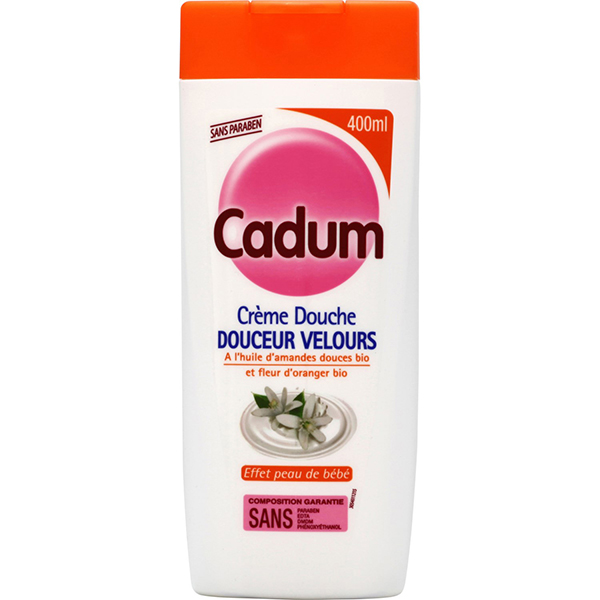 400ml
SANS PARABEN
Cadum
Crème Douche
DOUCEUR VELOURS
A l'huile d'amandes douces bio
et fleur d'oranger bio
Effet peau de bébé
COMPOSITION GARANTIE
SANS
PARABÈN
EDTA
DMDM
PHÉNOXYÉTHANOL